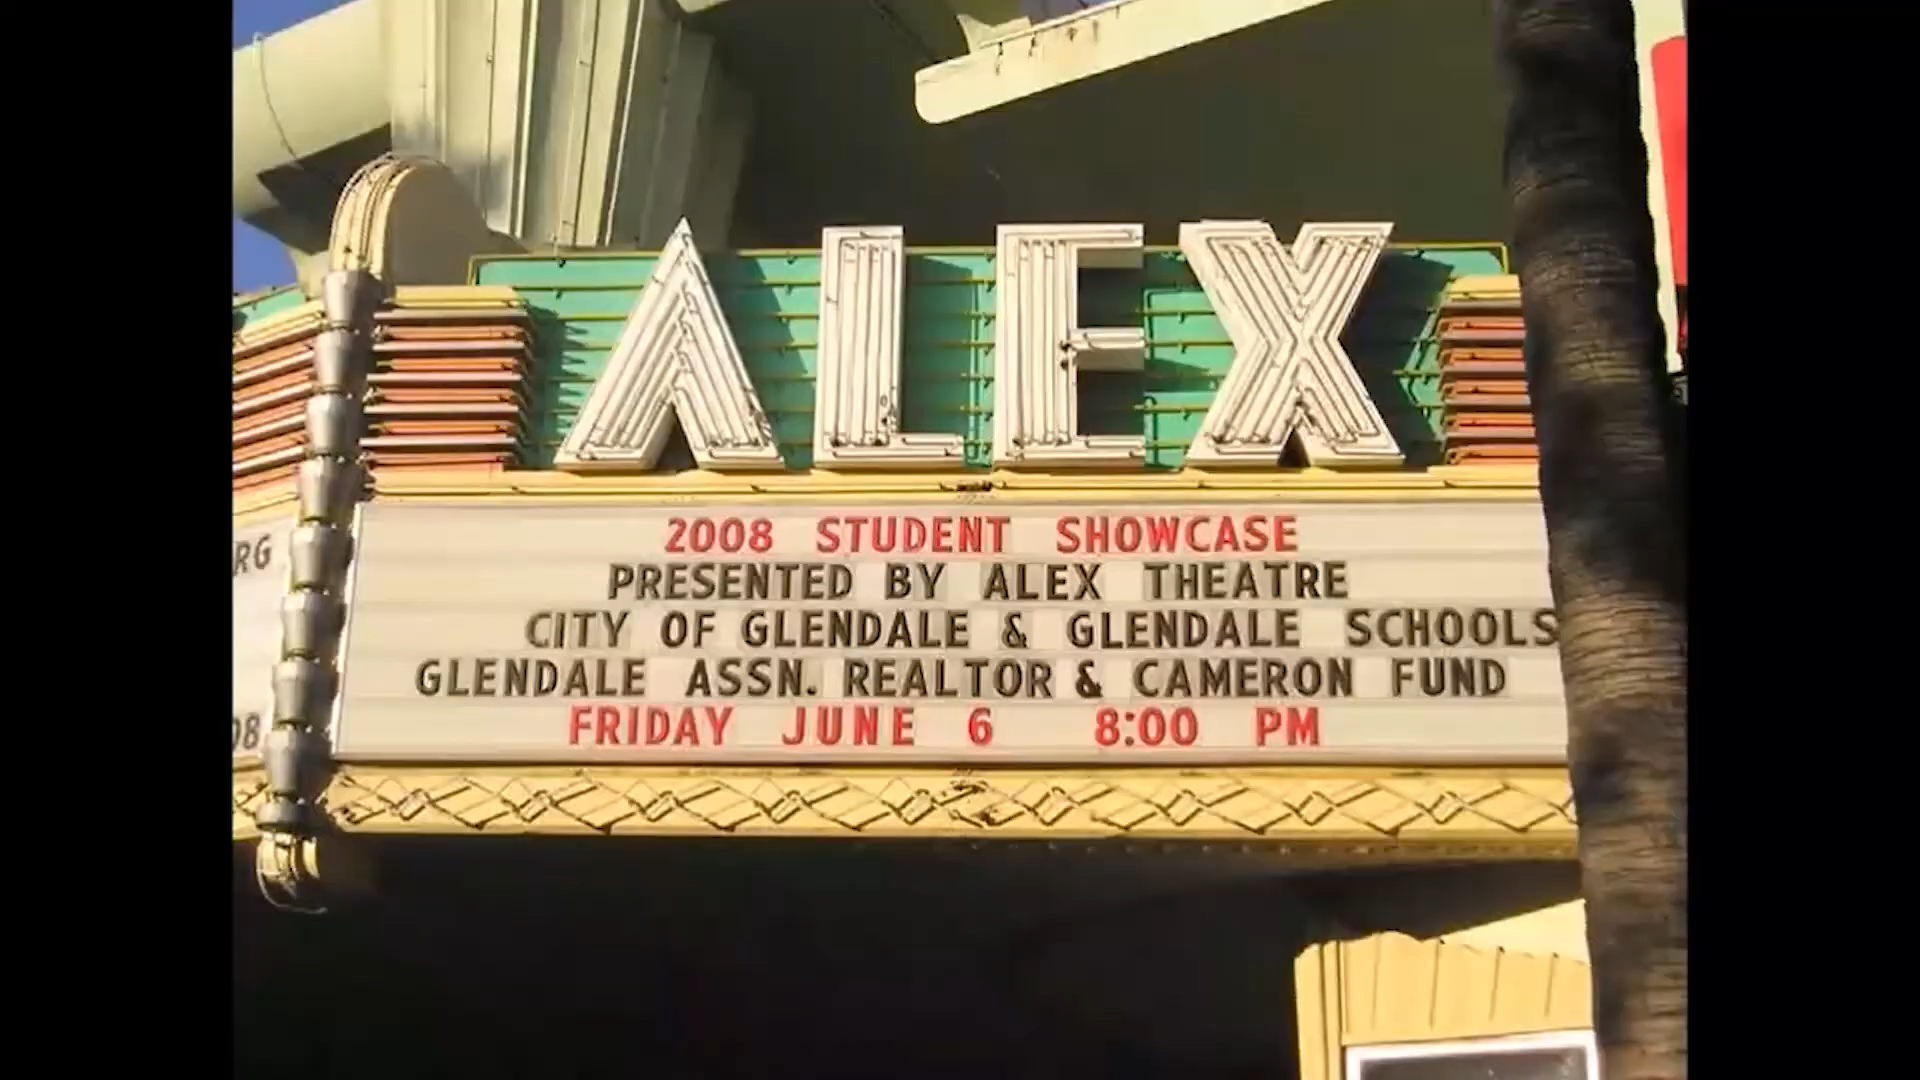 ALEX
2008 STUDENT SHOWCASE
PRESENTED BY ALEX THEATRE
CITY OF GLENDALE & GLENDALE SCHOOLS
GLENDALE ASSN. REALTOR & CAMERON FUND
FRIDAY JUNE 6 8:00 PM